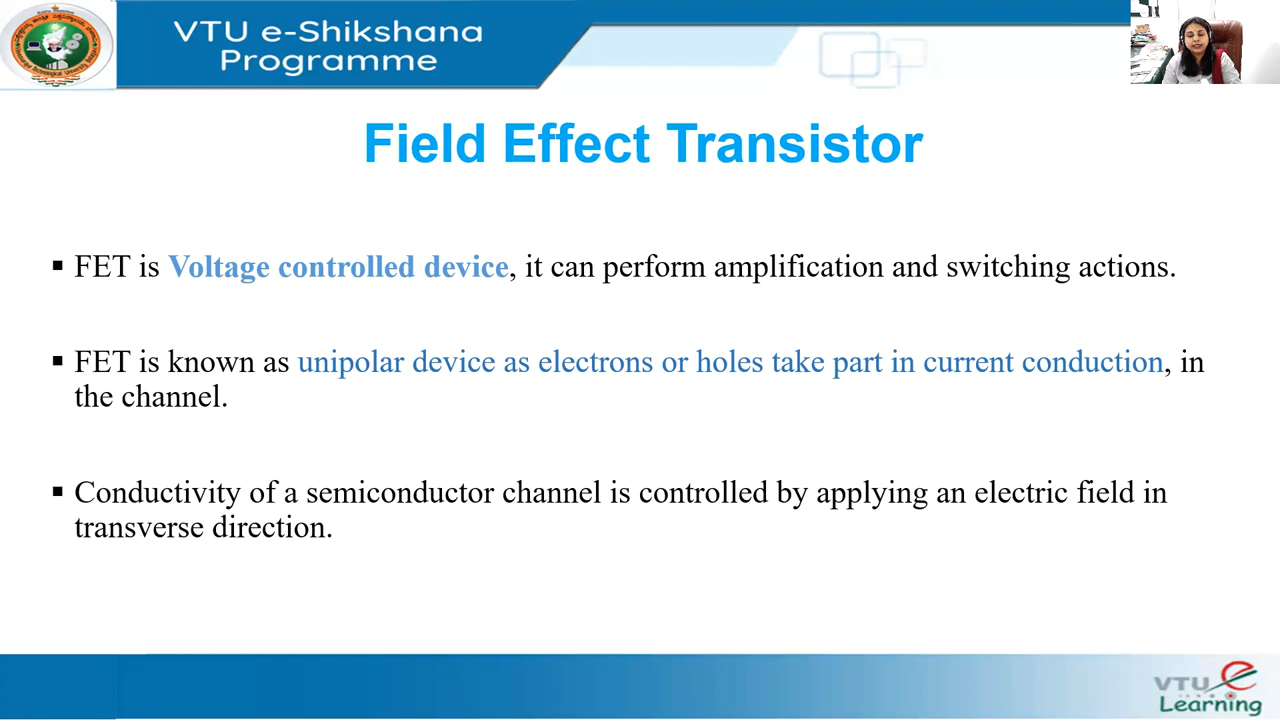 VTU e-Shikshana
Programme
Field Effect Transistor
▪ FET is Voltage controlled device, it can perform amplification and switching actions.
▪ FET is known as unipolar device as electrons or holes take part in current conduction, in
the channel.
▪ Conductivity of a semiconductor channel is controlled by applying an electric field in
transverse direction.
VTU e
Learning